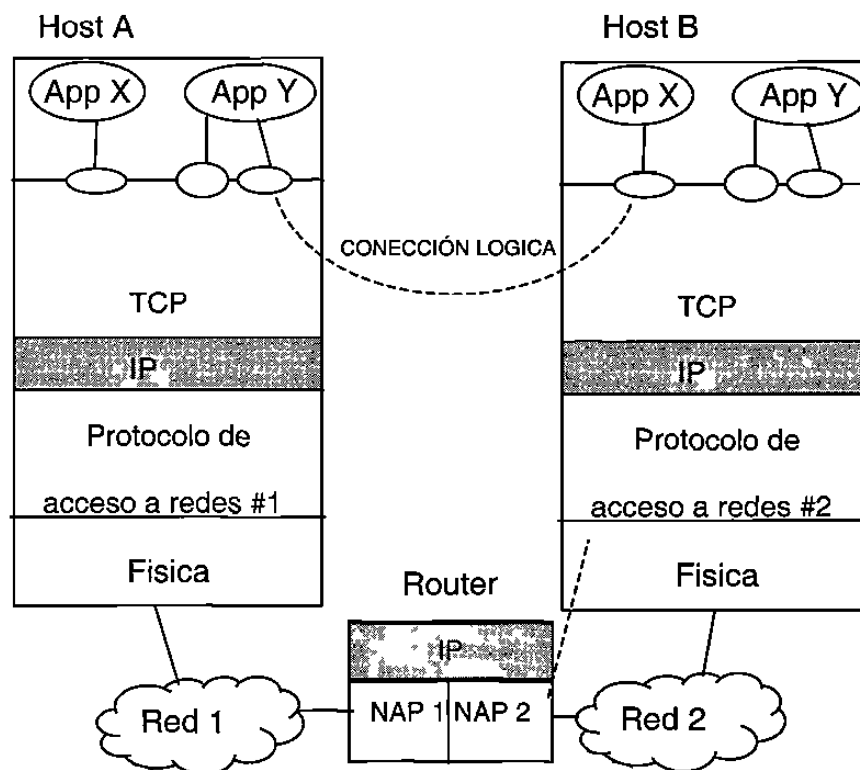 Host A
Host B
App X
App Y
App X
App Y
CONECCIÓN LOGICA
TCP
TCP
IP
IP
Protocolo de
acceso a redes #1
Protocolo de
acceso a redes #2
Fisica
Fisica
Router
IP
Red 1
NAP 1
NAP 2
Red 2